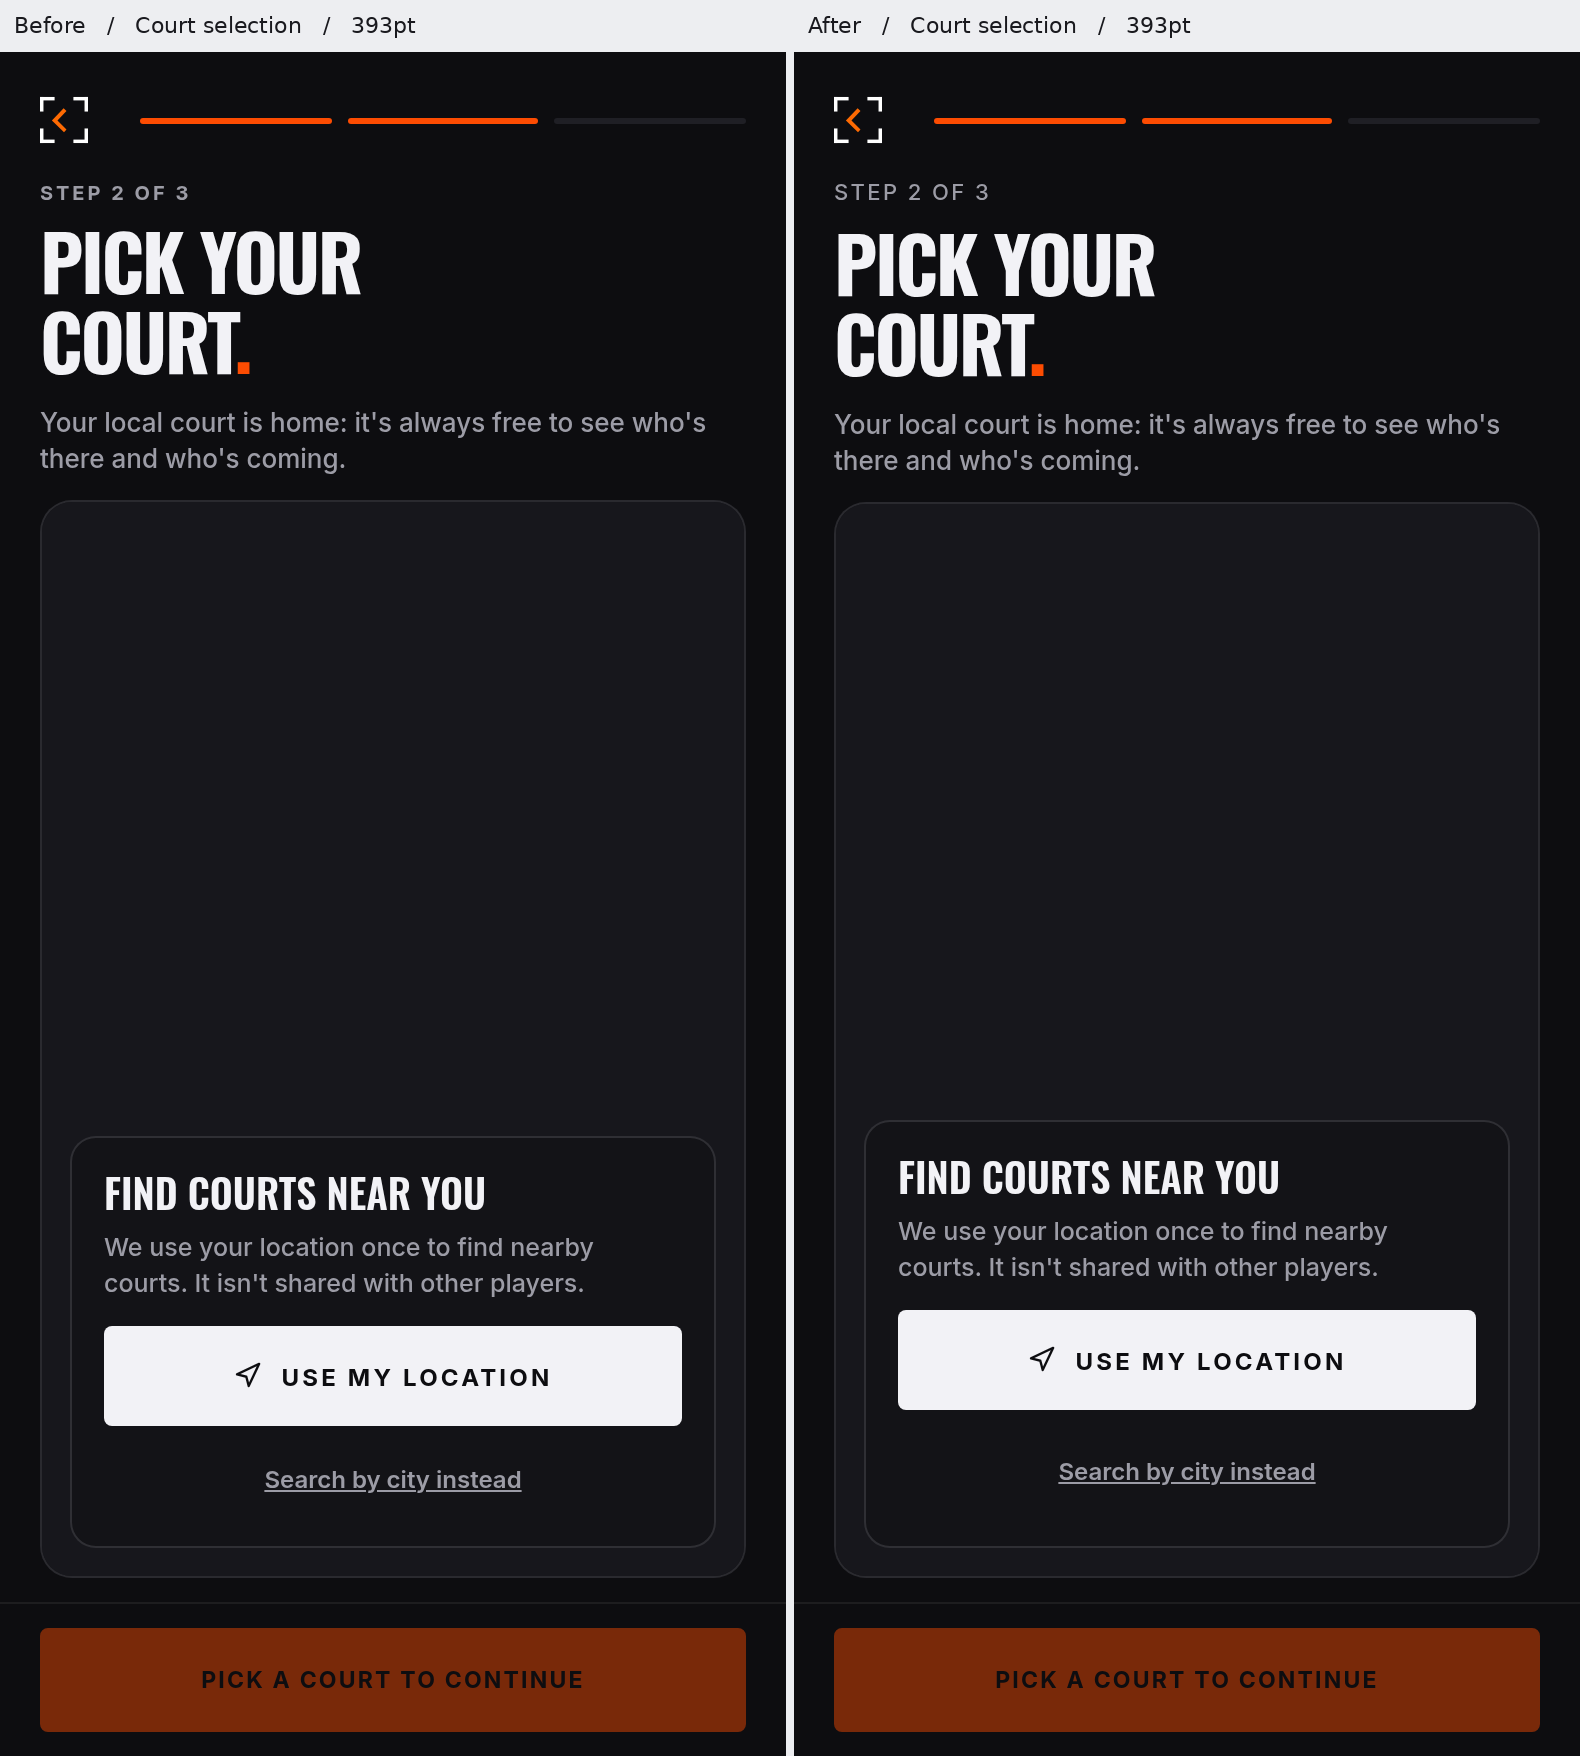 Before / Court selection / 393pt
STEP 2 OF 3
PICK YOUR
COURT.
Your local court is home: it's always free to see who's
there and who's coming.
FIND COURTS NEAR YOU
We use your location once to find nearby
courts. It isn't shared with other players.
USE MY LOCATION
Search by city instead
PICK A COURT TO CONTINUE
After / Court selection / 393pt
STEP 2 OF 3
PICK YOUR
COURT.
Your local court is home: it's always free to see who's
there and who's coming.
FIND COURTS NEAR YOU
We use your location once to find nearby
courts. It isn't shared with other players.
USE MY LOCATION
Search by city instead
PICK A COURT TO CONTINUE